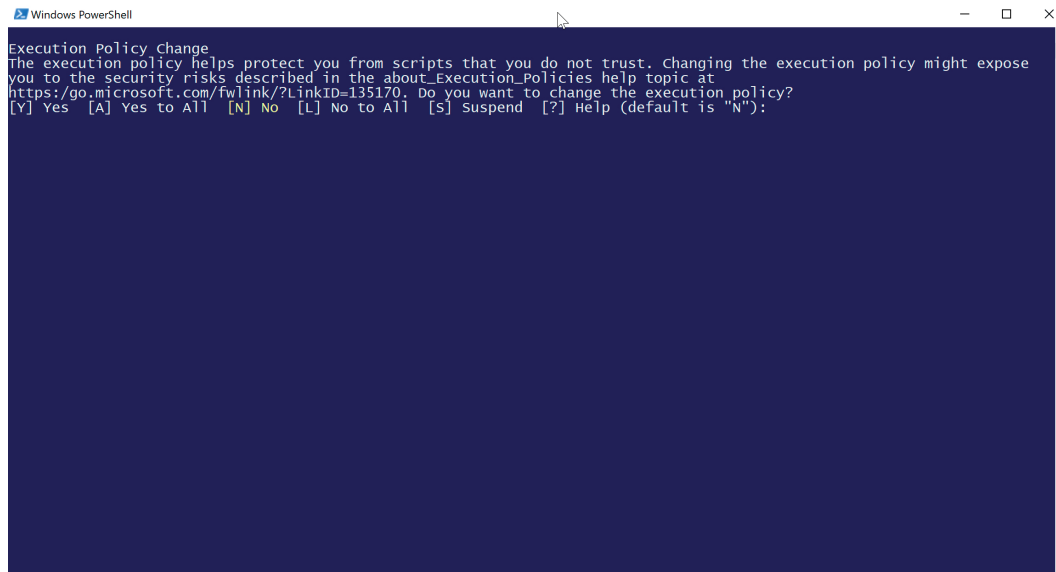 Windows PowerShell
Execution Policy Change
The execution policy helps protect you from scripts that you do not trust. Changing the execution policy might expose
you to the security risks described in the about_Execution_Policies help topic at
https:/go.microsoft.com/fwlink/?LinkID=135170. Do you want to change the execution policy?
[Y] Yes  [A] Yes to All  [N] No  [L] No to All  [S] Suspend  [?] Help (default is "N"):